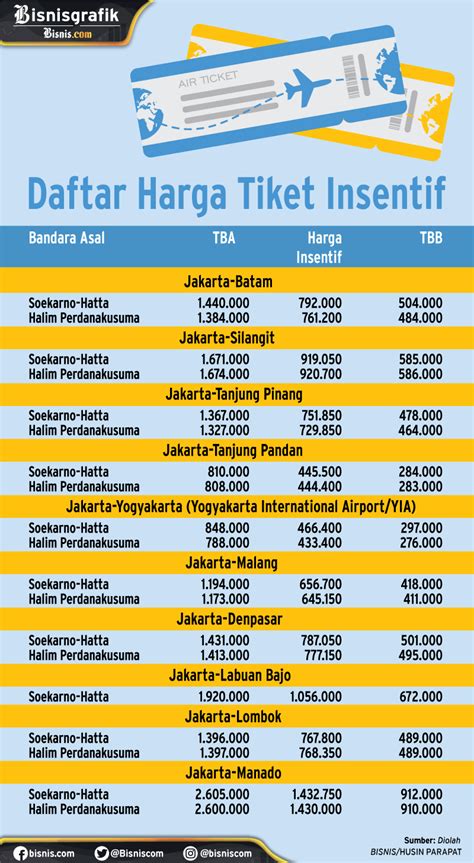 Bisnisgrafik
Bisnis.com
AIR TICKET
Daftar Harga Tiket Insentif
Bandara Asal TBA Harga Insentif TBB
Jakarta-Batam
Soekarno-Hatta 1.440.000 792.000 504.000
Halim Perdanakusuma 1.384.000 761.200 484.000
Jakarta-Silangit
Soekarno-Hatta 1.671.000 919.050 585.000
Halim Perdanakusuma 1.674.000 920.700 586.000
Jakarta-Tanjung Pinang
Soekarno-Hatta 1.367.000 751.850 478.000
Halim Perdanakusuma 1.327.000 729.850 464.000
Jakarta-Tanjung Pandan
Soekarno-Hatta 810.000 445.500 284.000
Halim Perdanakusuma 808.000 444.400 283.000
Jakarta-Yogyakarta (Yogyakarta International Airport/YIA)
Soekarno-Hatta 848.000 466.400 297.000
Halim Perdanakusuma 788.000 433.400 276.000
Jakarta-Malang
Soekarno-Hatta 1.194.000 656.700 418.000
Halim Perdanakusuma 1.173.000 645.150 411.000
Jakarta-Denpasar
Soekarno-Hatta 1.431.000 787.050 501.000
Halim Perdanakusuma 1.413.000 777.150 495.000
Jakarta-Labuan Bajo
Soekarno-Hatta 1.920.000 1.056.000 672.000
Jakarta-Lombok
Soekarno-Hatta 1.396.000 767.800 489.000
Halim Perdanakusuma 1.397.000 768.350 489.000
Jakarta-Manado
Soekarno-Hatta 2.605.000 1.432.750 912.000
Halim Perdanakusuma 2.600.000 1.430.000 910.000
Sumber: Diolah
BISNIS/HUSIN PARAPAT
bisnis.com @Bisniscom @bisniscom